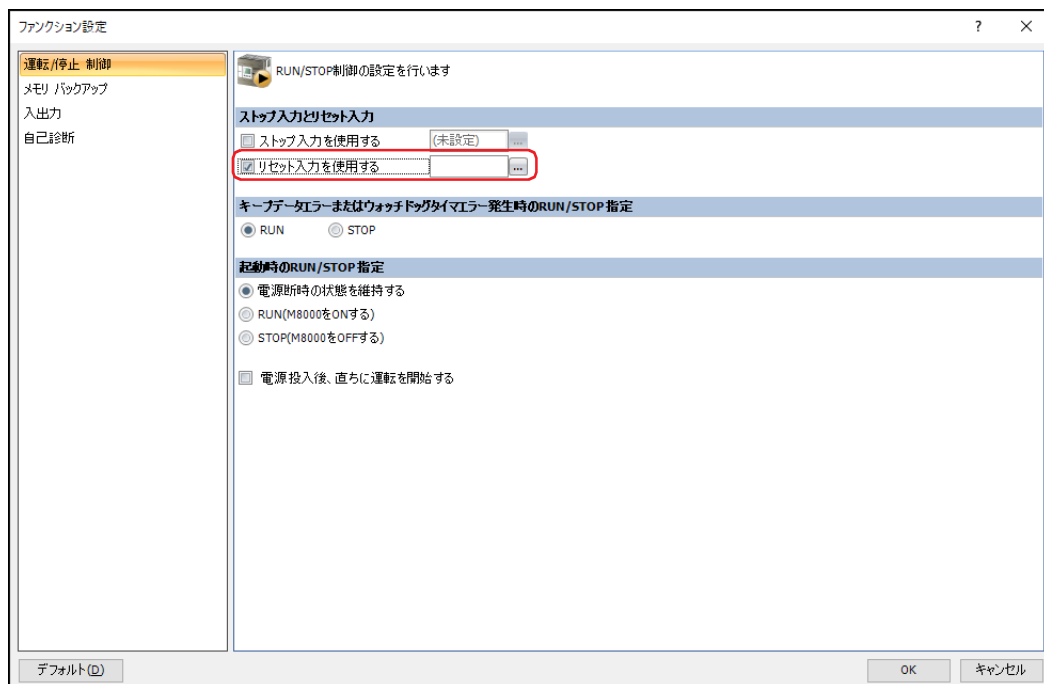 ファンクション設定
?
運転/停止 制御
メモリ バックアップ
入出力
自己診断
RUN/STOP制御の設定を行います
ストップ入力とリセット入力
ストップ入力を使用する (未設定) ...
リセット入力を使用する ...
キープデータエラーまたはウォッチドッグタイマエラー発生時のRUN/STOP指定
RUN STOP
起動時のRUN/STOP指定
電源断時の状態を維持する
RUN(M8000をONする)
STOP(M8000をOFFする)
電源投入後、直ちに運転を開始する
デフォルト(D) OK キャンセル